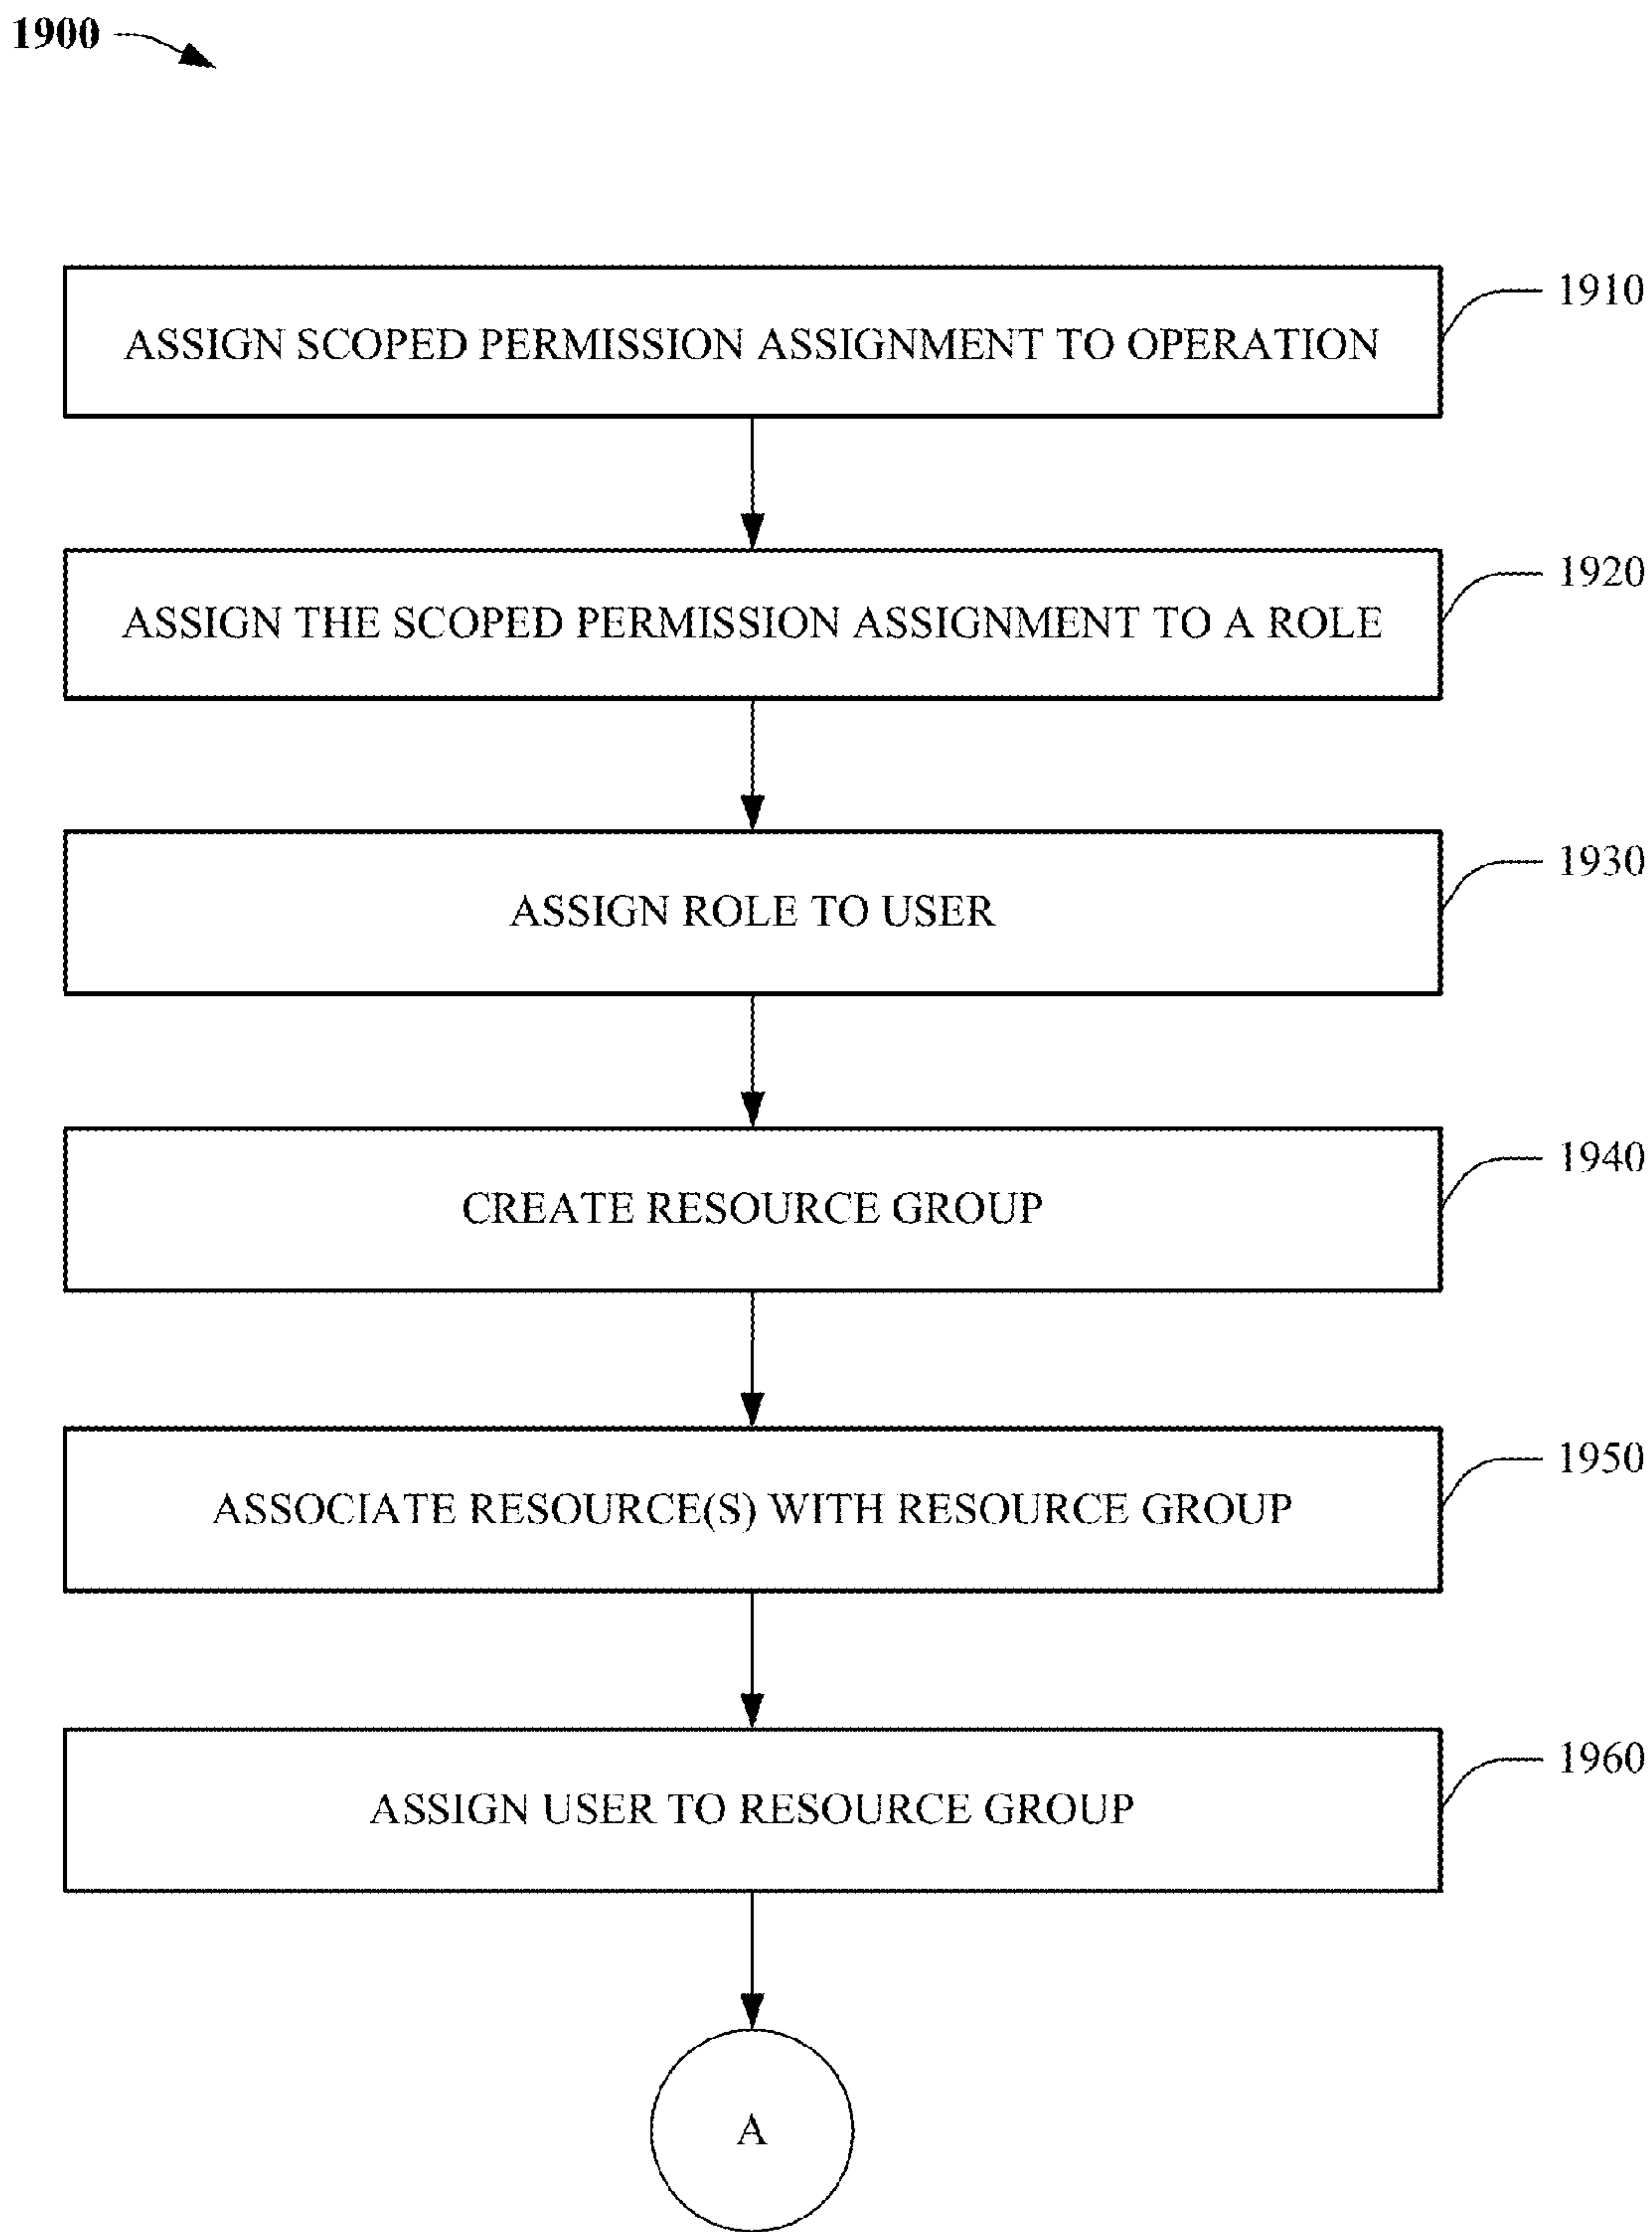 1900
ASSIGN SCOPED PERMISSION ASSIGNMENT TO OPERATION
1910
ASSIGN THE SCOPED PERMISSION ASSIGNMENT TO A ROLE
1920
ASSIGN ROLE TO USER
1930
CREATE RESOURCE GROUP
1940
ASSOCIATE RESOURCE(S) WITH RESOURCE GROUP
1950
ASSIGN USER TO RESOURCE GROUP
1960
A